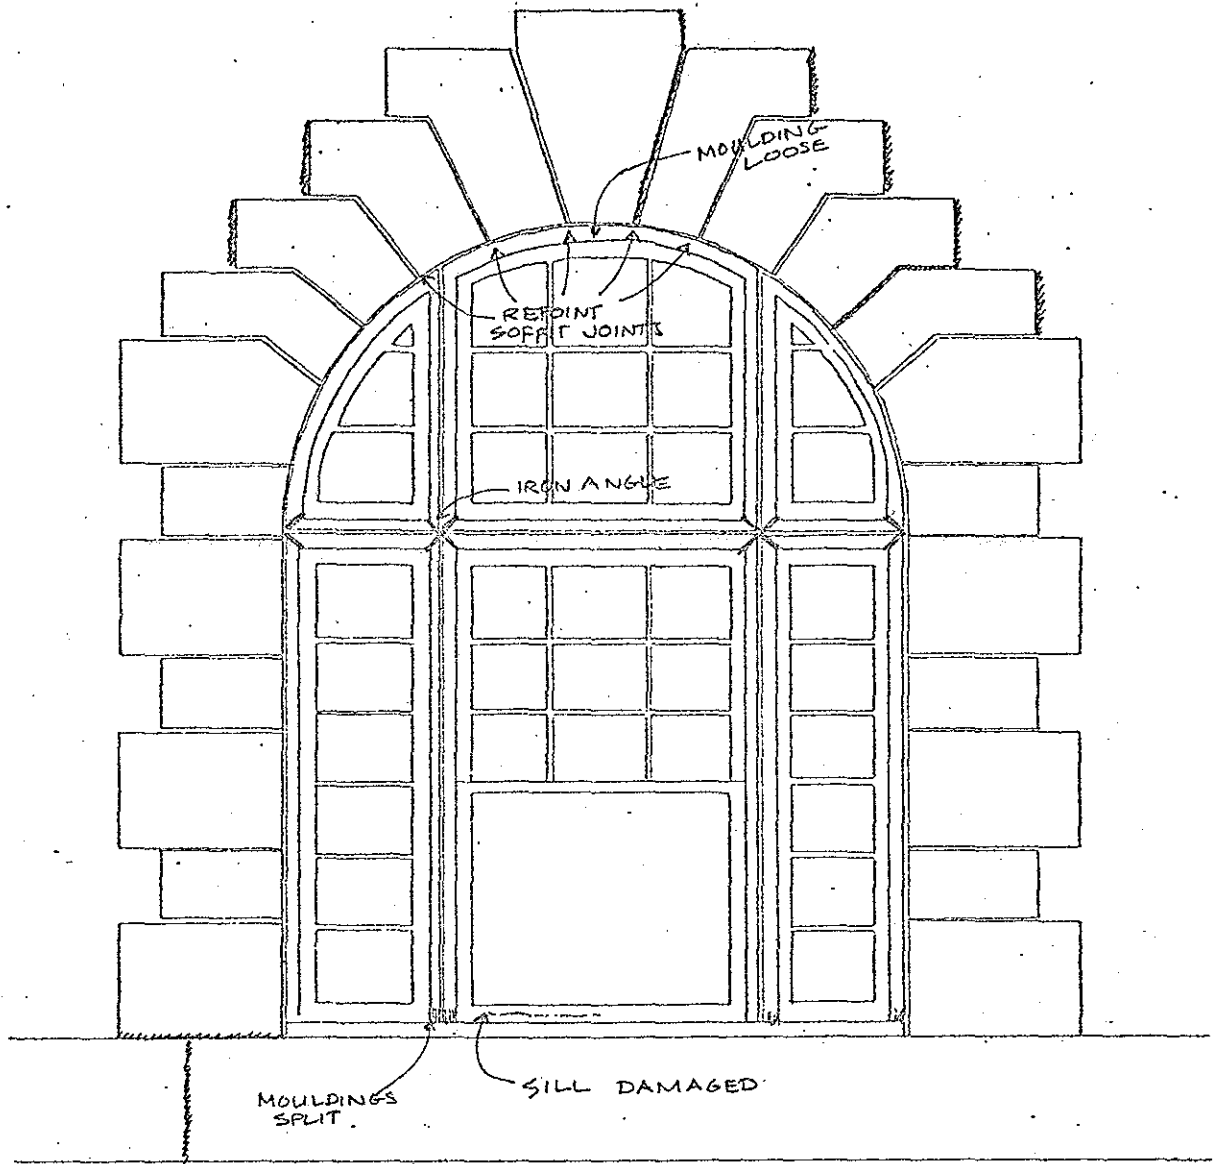 MOULDING
LOOSE
REPOINT
SOFFIT JOINTS
IRON ANGLE
MOULDINGS
SPLIT.
SILL DAMAGED